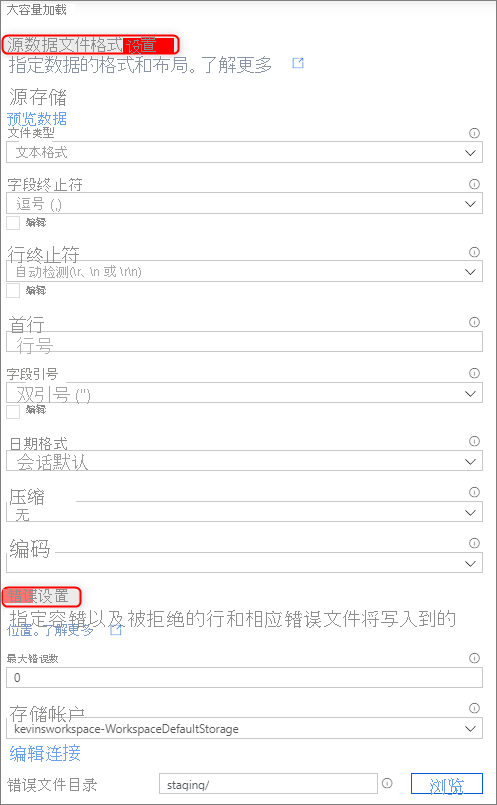 大容量加载
源数据文件格式设置
指定数据的格式和布局。了解更多
源存储
预览数据
文件类型
文本格式
字段终止符
逗号 (,)
编辑
行终止符
自动检测(\r、\n 或 \r\n)
编辑
首行
行号
字段引号
双引号 (")
编辑
日期格式
会话默认
压缩
无
编码
错误设置
指定容错以及被拒绝的行和相应错误文件将写入到的
位置。了解更多
最大错误数
0
存储帐户
kevinsworkspace-WorkspaceDefaultStorage
编辑连接
错误文件目录 staging/ 浏览